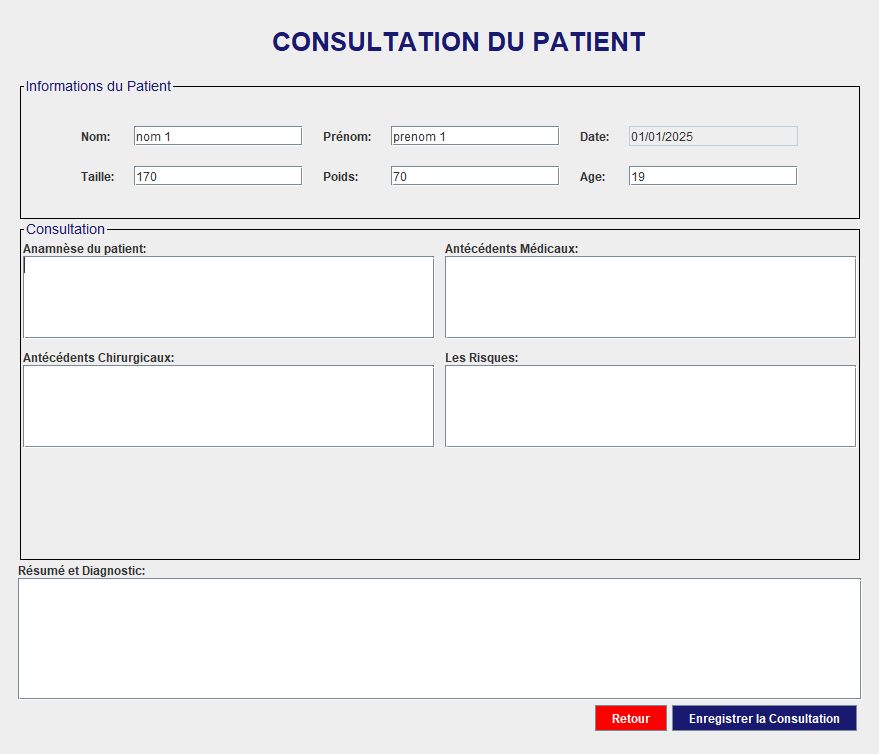 CONSULTATION DU PATIENT
Informations du Patient
Nom: nom 1 Prénom: prenom 1 Date: 01/01/2025
Taille: 170 Poids: 70 Age: 19
Consultation
Anamnèse du patient: Antécédents Médicaux:
Antécédents Chirurgicaux: Les Risques:
Résumé et Diagnostic:
Retour Enregistrer la Consultation